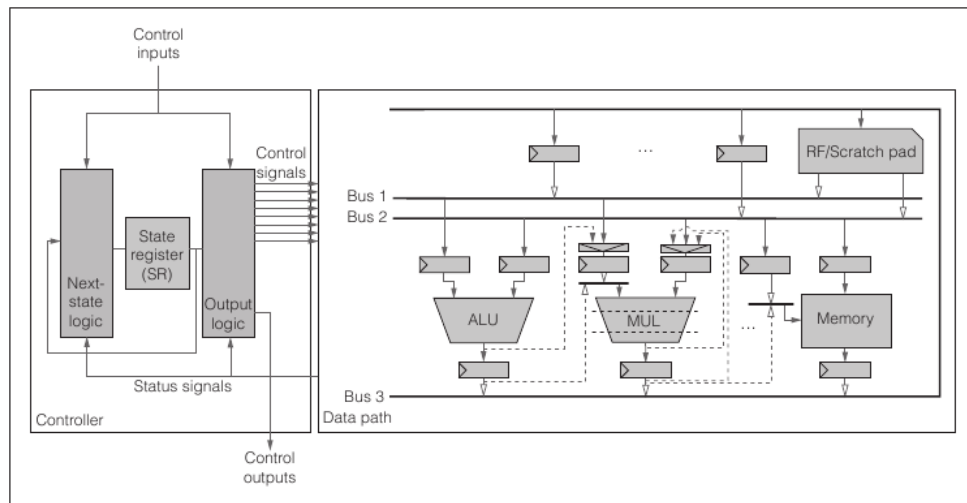 Control
inputs
Control
signals
RF/Scratch pad
...
Bus 1
Bus 2
State
register
(SR)
Next-
state
logic
Output
logic
ALU
MUL
...
Memory
Status signals
Bus 3
Controller
Data path
Control
outputs